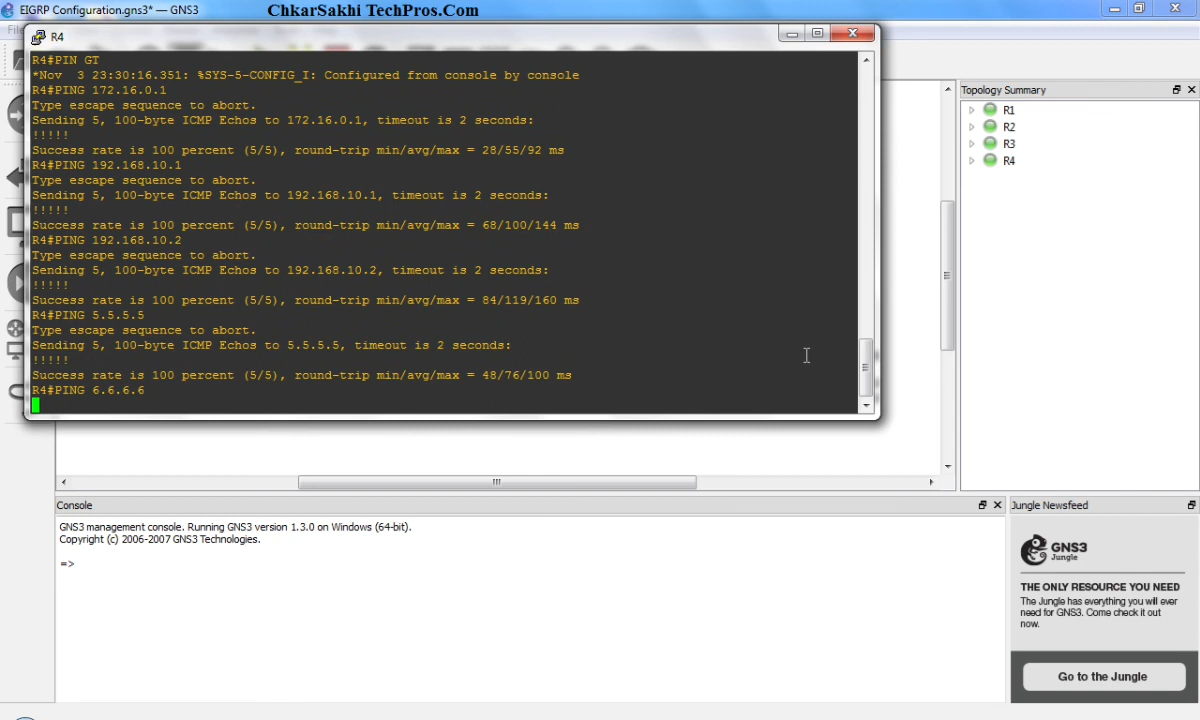 EIGRP Configuration.gns3* — GNS3
ChkarSakhi TechPros.Com
R4
R4#PIN GT
*Nov  3 23:30:16.351: %SYS-5-CONFIG_I: Configured from console by console
R4#PING 172.16.0.1
Type escape sequence to abort.
Sending 5, 100-byte ICMP Echos to 172.16.0.1, timeout is 2 seconds:
!!!!!
Success rate is 100 percent (5/5), round-trip min/avg/max = 28/55/92 ms
R4#PING 192.168.10.1
Type escape sequence to abort.
Sending 5, 100-byte ICMP Echos to 192.168.10.1, timeout is 2 seconds:
!!!!!
Success rate is 100 percent (5/5), round-trip min/avg/max = 68/100/144 ms
R4#PING 192.168.10.2
Type escape sequence to abort.
Sending 5, 100-byte ICMP Echos to 192.168.10.2, timeout is 2 seconds:
!!!!!
Success rate is 100 percent (5/5), round-trip min/avg/max = 84/119/160 ms
R4#PING 5.5.5.5
Type escape sequence to abort.
Sending 5, 100-byte ICMP Echos to 5.5.5.5, timeout is 2 seconds:
!!!!!
Success rate is 100 percent (5/5), round-trip min/avg/max = 48/76/100 ms
R4#PING 6.6.6.6
Topology Summary
R1
R2
R3
R4
Console
GNS3 management console. Running GNS3 version 1.3.0 on Windows (64-bit).
Copyright (c) 2006-2007 GNS3 Technologies.
=>
Jungle Newsfeed
GNS3
Jungle
THE ONLY RESOURCE YOU NEED
The Jungle has everything you will ever
need for GNS3. Come check it out
now.
Go to the Jungle